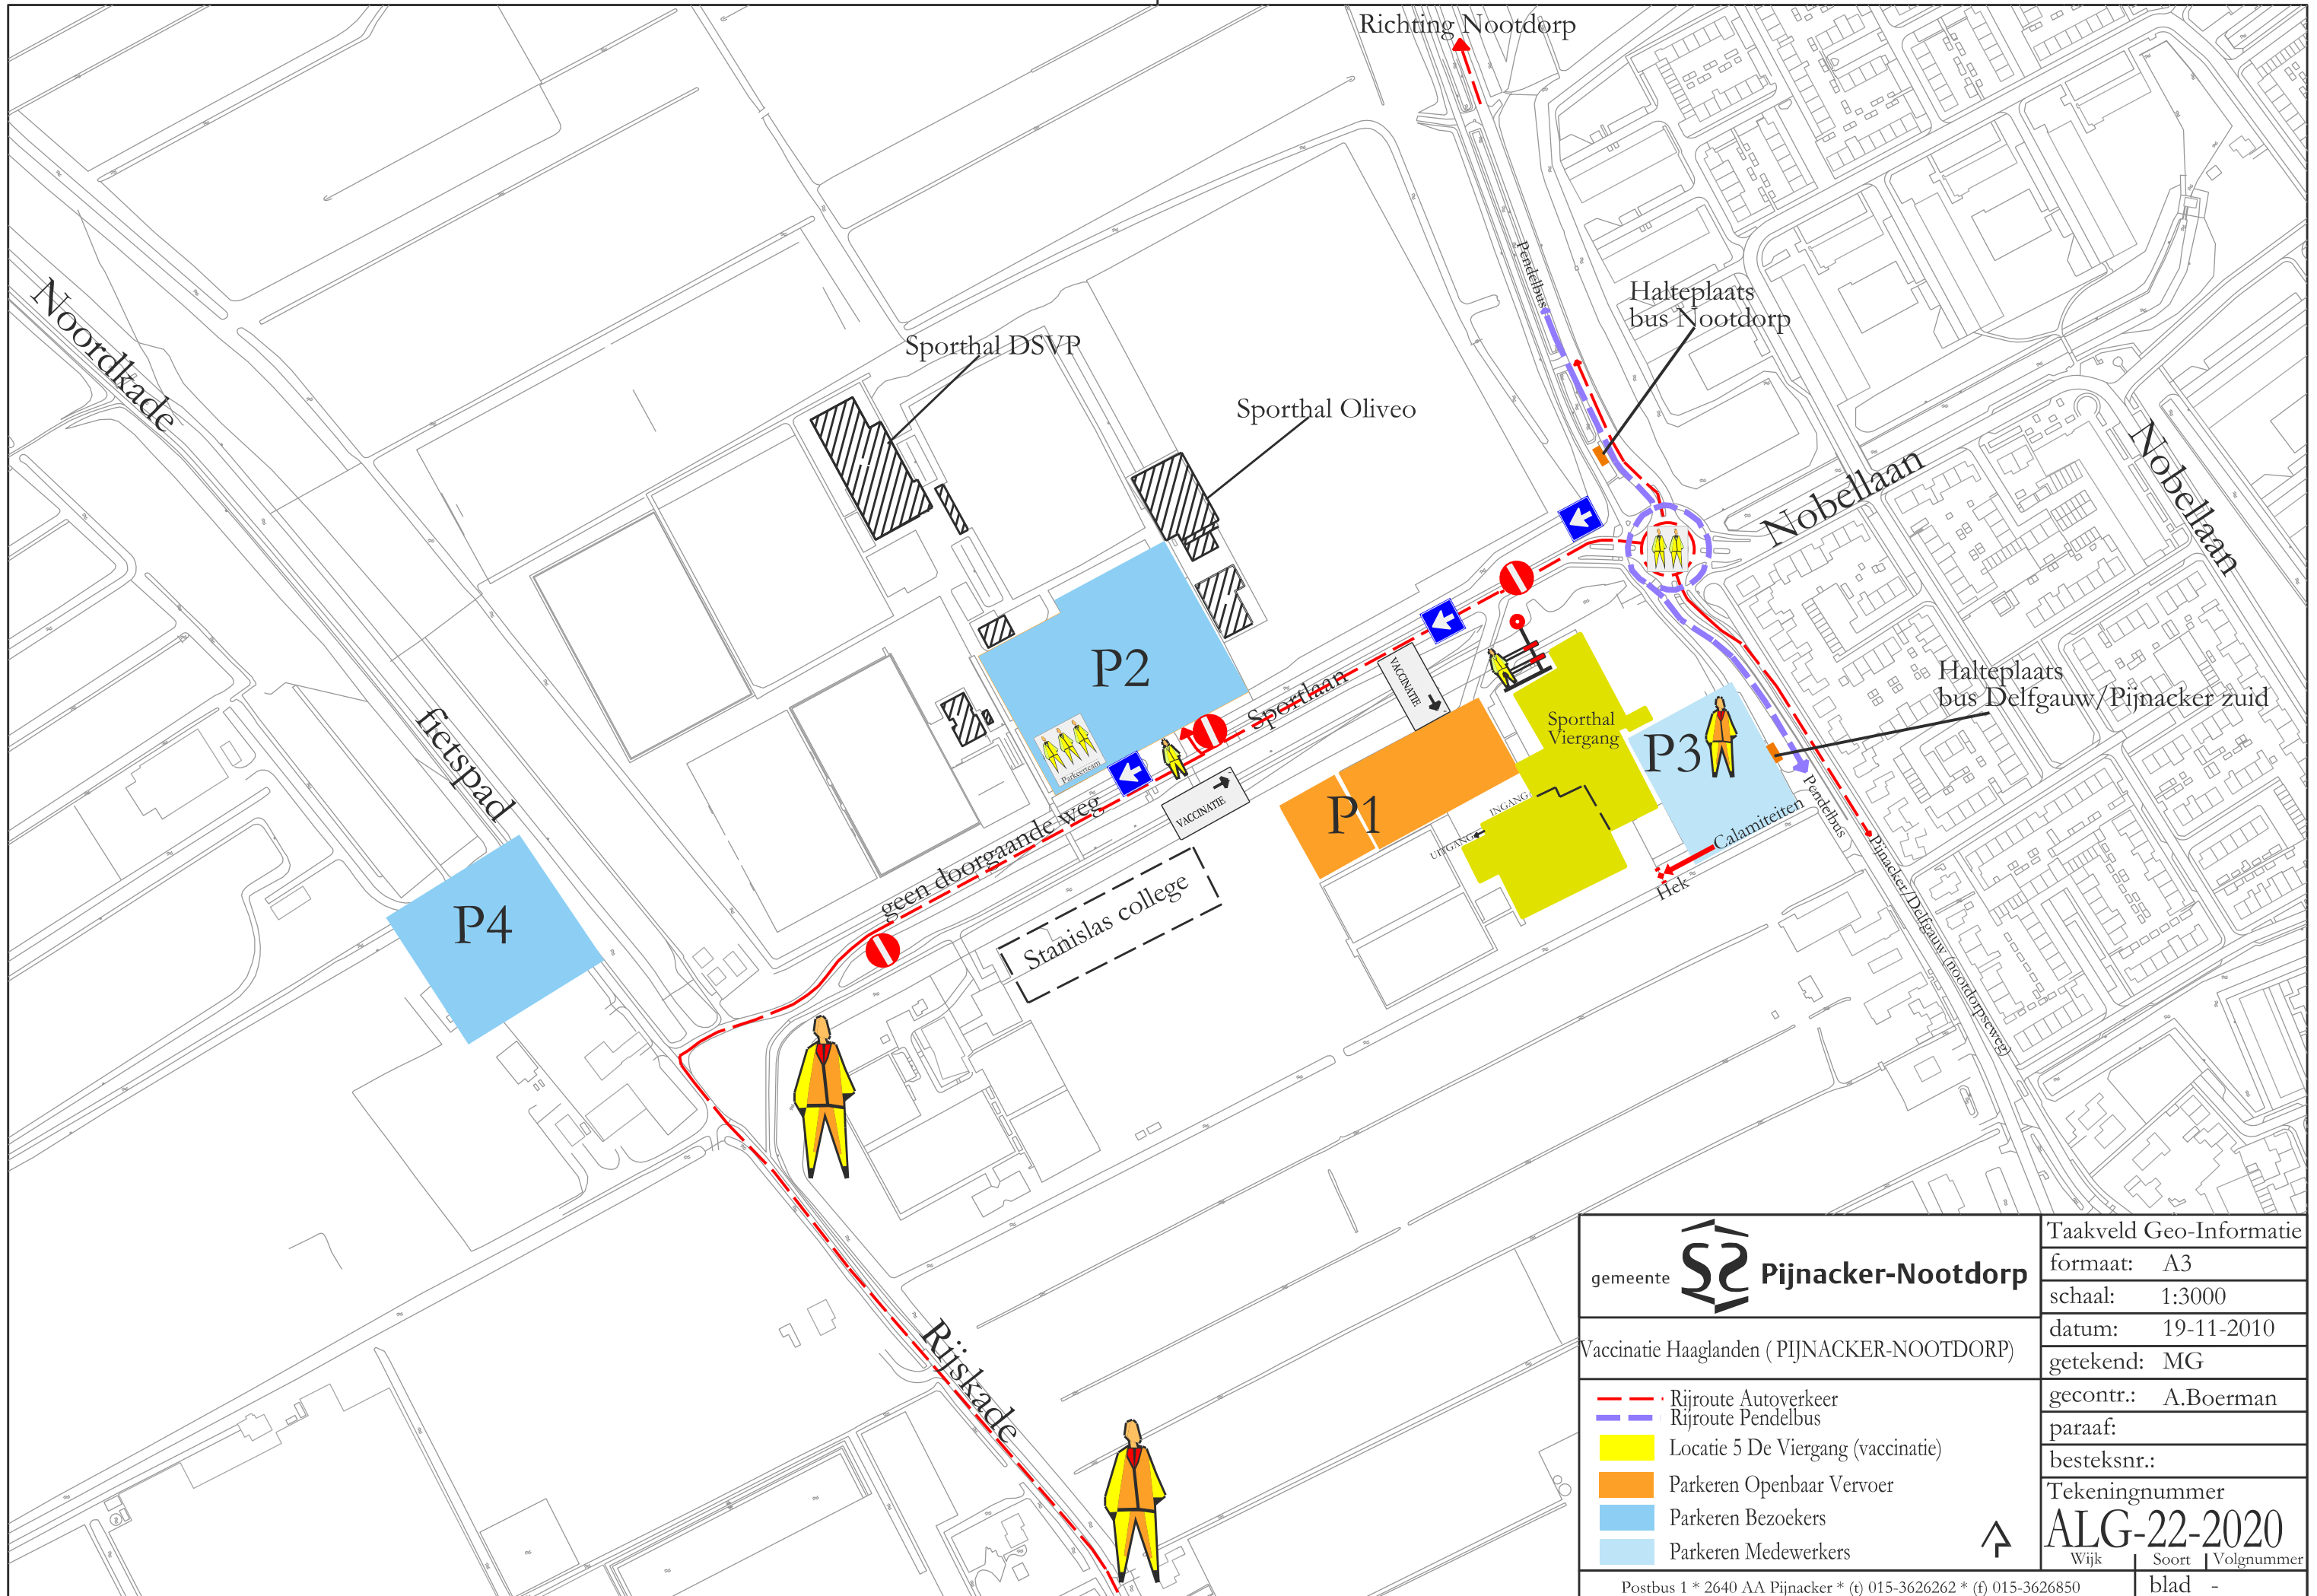 Richting Nootdorp
Noordkade
Pendelbus
Halteplaats
bus Nootdorp
Sporthal DSVP
Sporthal Oliveo
Nobellaan
Nobellaan
fietspad
P2
Parkeerteam
Sportlaan
VACCINATIE
Sporthal
Viergang
P3
Halteplaats
bus Delfgauw/Pijnacker zuid
geen doorgaande weg
VACCINATIE
P1
INGANG
UITGANG
Calamiteiten
Hek
Pendelbus
Pijnacker/Delfgauw (nootdorpseweg)
P4
Stanislas college
Rijskade
gemeente Pijnacker-Nootdorp
Vaccinatie Haaglanden ( PIJNACKER-NOOTDORP)
Rijroute Autoverkeer
Rijroute Pendelbus
Locatie 5 De Viergang (vaccinatie)
Parkeren Openbaar Vervoer
Parkeren Bezoekers
Parkeren Medewerkers
Postbus 1 * 2640 AA Pijnacker * (t) 015-3626262 * (f) 015-3626850
Taakveld Geo-Informatie
formaat: A3
schaal: 1:3000
datum: 19-11-2010
getekend: MG
gecontr.: A.Boerman
paraaf:
besteksnr.:
Tekeningnummer
ALG-22-2020
Wijk Soort Volgnummer
blad -